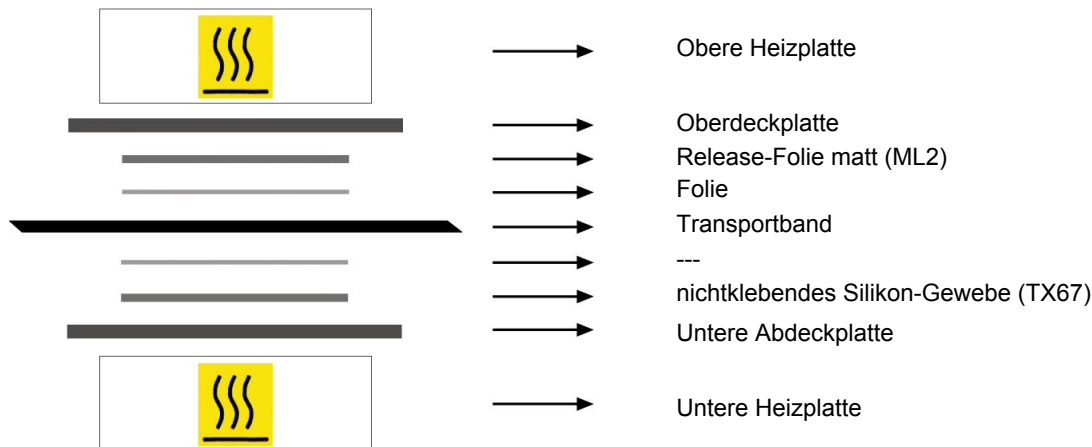 Obere Heizplatte
Oberdeckplatte
Release-Folie matt (ML2)
Folie
Transportband
---
nichtklebendes Silikon-Gewebe (TX67)
Untere Abdeckplatte
Untere Heizplatte